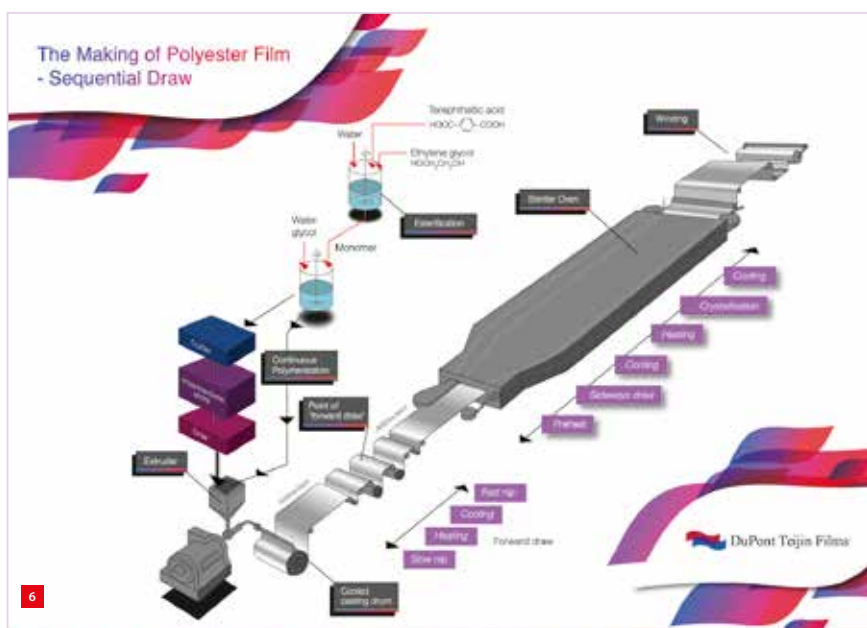 The Making of Polyester Film
- Sequential Draw
Terephthalic acid
HOOC COOH
Water
Ethylene glycol
HOCH2CH2OH
Esterification
Water
glycol
Monomer
Continuous
Polymerization
Point of
'forward draw'
Extruder
Cooled
casting drum
Slow nip
Heating
Cooling
Fast nip
Forward draw
Stenter Oven
Winding
Preheat
Sideways draw
Cooling
Heating
Crystallisation
Cooling
DuPont Teijin Films
6